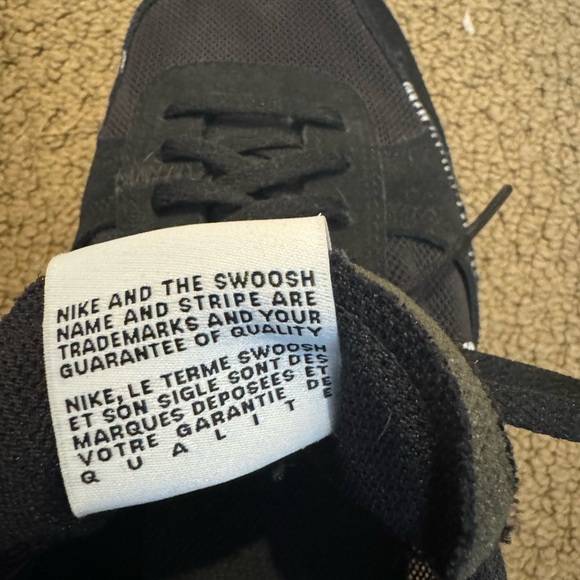 NIKE AND THE SWOOSH
NAME AND STRIPE ARE
TRADEMARKS AND YOUR
GUARANTEE OF QUALITY
NIKE, LE TERME SWOOSH
ET SON SIGLE SONT DES
MARQUES DEPOSEES ET
VOTRE GARANTIE DE
QUALITE